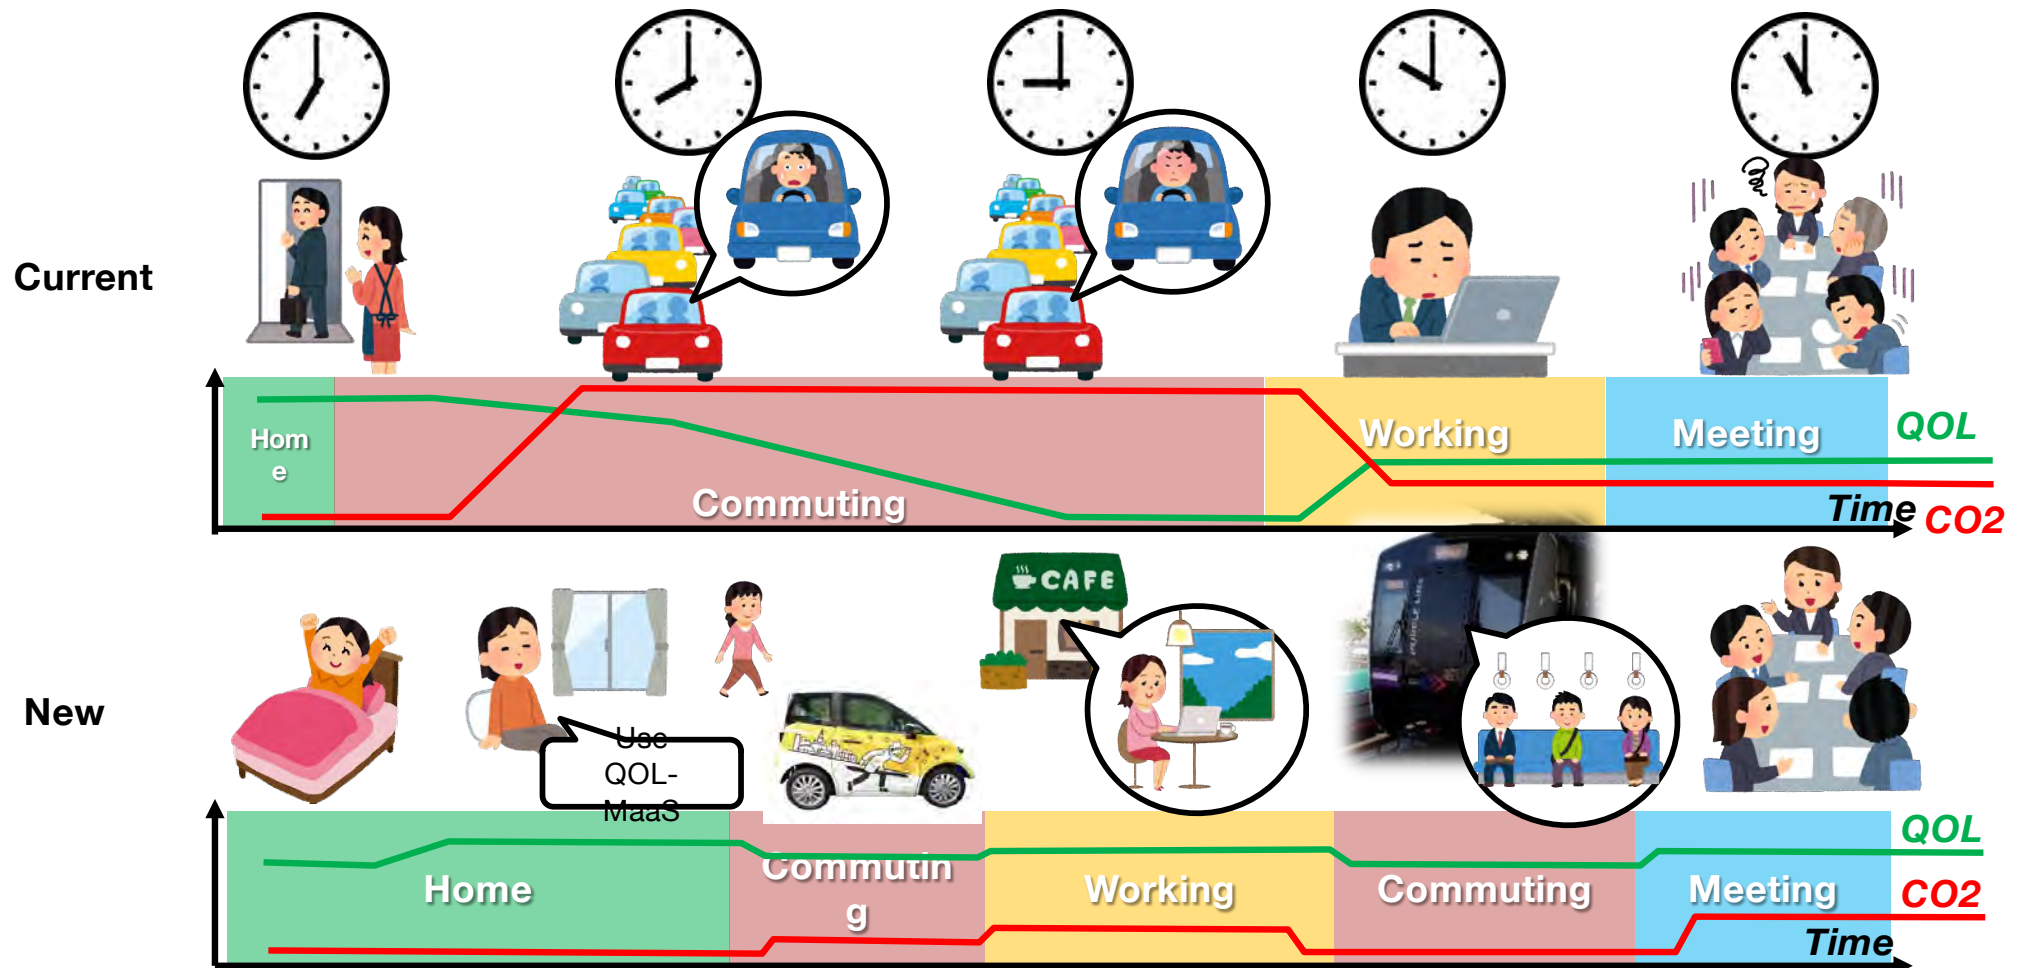 Current
Hom
e
Commuting
Working
Meeting
QOL
Time
CO2
New
Use
QOL-
MaaS
CAFE
Home
Commutin
g
Working
Commuting
Meeting
QOL
CO2
Time